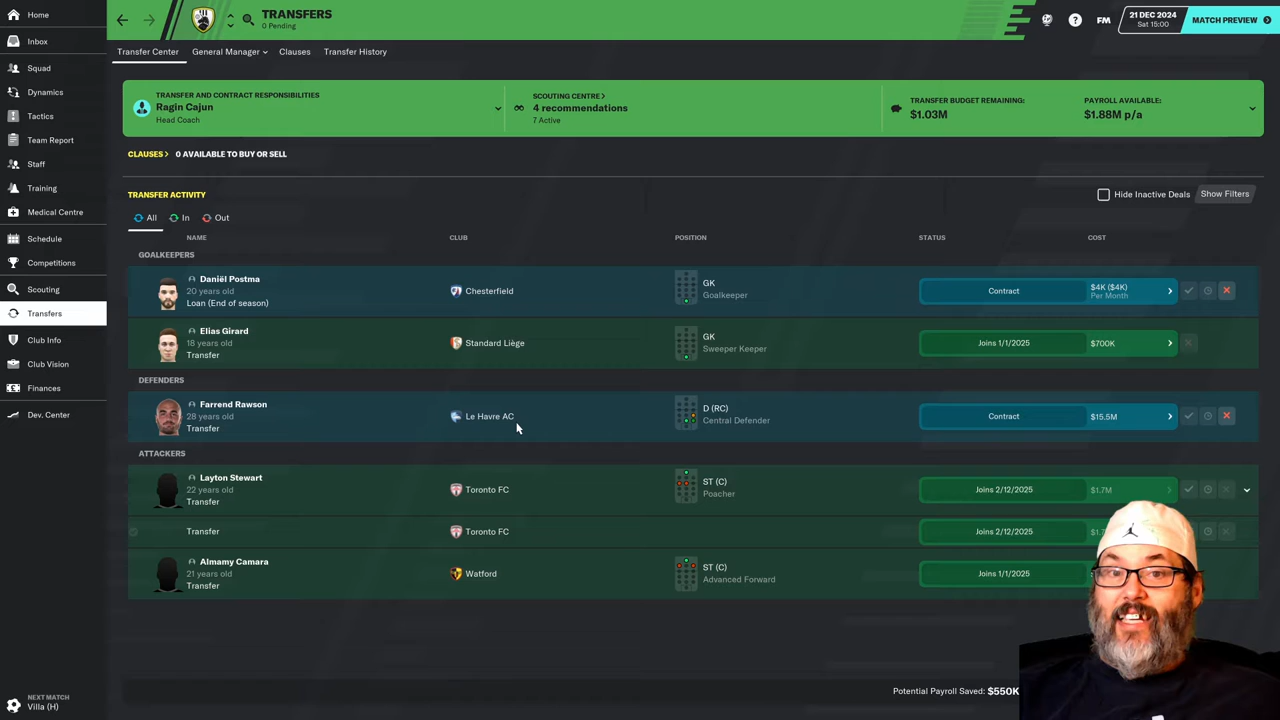 Home
Inbox
Squad
Dynamics
Tactics
Team Report
Staff
Training
Medical Centre
Schedule
Competitions
Scouting
Transfers
Club Info
Club Vision
Finances
Dev. Center
NEXT MATCH
Villa (H)
TRANSFERS
0 Pending
FM
21 DEC 2024
Sat 15:00
MATCH PREVIEW
Transfer Center General Manager Clauses Transfer History
TRANSFER AND CONTRACT RESPONSIBILITIES
Ragin Cajun
Head Coach
SCOUTING CENTRE >
4 recommendations
7 Active
TRANSFER BUDGET REMAINING:
$1.03M
PAYROLL AVAILABLE:
$1.88M p/a
CLAUSES > 0 AVAILABLE TO BUY OR SELL
TRANSFER ACTIVITY
Hide Inactive Deals Show Filters
All In Out
NAME CLUB POSITION STATUS COST
GOALKEEPERS
Daniël Postma
20 years old
Loan (End of season)
Chesterfield
GK
Goalkeeper
Contract
$4K ($4K)
Per Month
Elias Girard
18 years old
Transfer
Standard Liège
GK
Sweeper Keeper
Joins 1/1/2025
$700K
DEFENDERS
Farrend Rawson
28 years old
Transfer
Le Havre AC
D (RC)
Central Defender
Contract
$15.5M
ATTACKERS
Layton Stewart
22 years old
Transfer
Toronto FC
ST (C)
Poacher
Joins 2/12/2025
$1.7M
Transfer
Toronto FC
Joins 2/12/2025
Almamy Camara
21 years old
Transfer
Watford
ST (C)
Advanced Forward
Joins 1/1/2025
Potential Payroll Saved: $550K